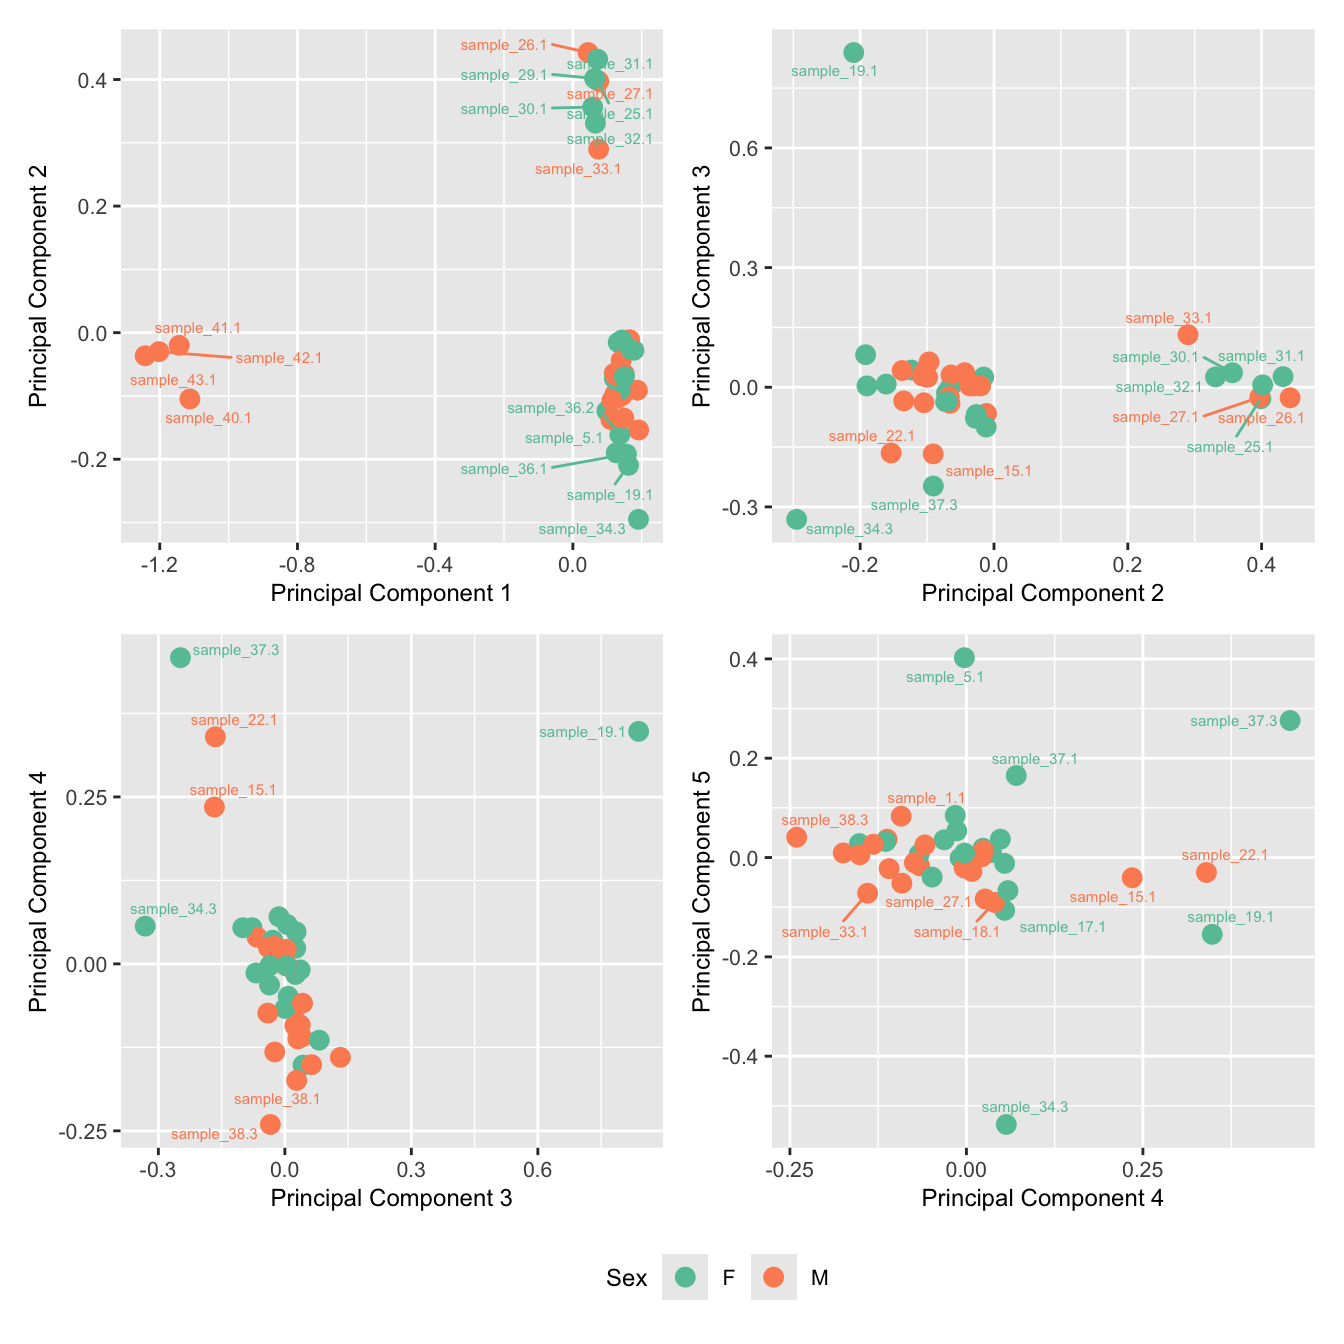 sample_26.1
sample_31.1
sample_29.1
sample_27.1
sample_30.1
sample_25.1
sample_32.1
sample_33.1
sample_41.1
sample_42.1
sample_43.1
sample_40.1
sample_36.2
sample_5.1
sample_36.1
sample_19.1
sample_34.3
0.4
0.2
0.0
-0.2
-1.2 -0.8 -0.4 0.0
Principal Component 1
Principal Component 2
sample_19.1
sample_33.1
sample_30.1 sample_31.1
sample_32.1
sample_27.1 sample_26.1
sample_25.1
sample_22.1
sample_15.1
sample_37.3
sample_34.3
0.6
0.3
0.0
-0.3
-0.2 0.0 0.2 0.4
Principal Component 2
Principal Component 3
sample_37.3
sample_22.1
sample_19.1
sample_15.1
sample_34.3
sample_38.1
sample_38.3
0.25
0.00
-0.25
-0.3 0.0 0.3 0.6
Principal Component 3
Principal Component 4
sample_5.1
sample_37.3
sample_37.1
sample_1.1
sample_38.3
sample_22.1
sample_15.1
sample_27.1
sample_19.1
sample_33.1
sample_18.1
sample_17.1
sample_34.3
0.4
0.2
0.0
-0.2
-0.4
-0.25 0.00 0.25
Principal Component 4
Principal Component 5
Sex F M